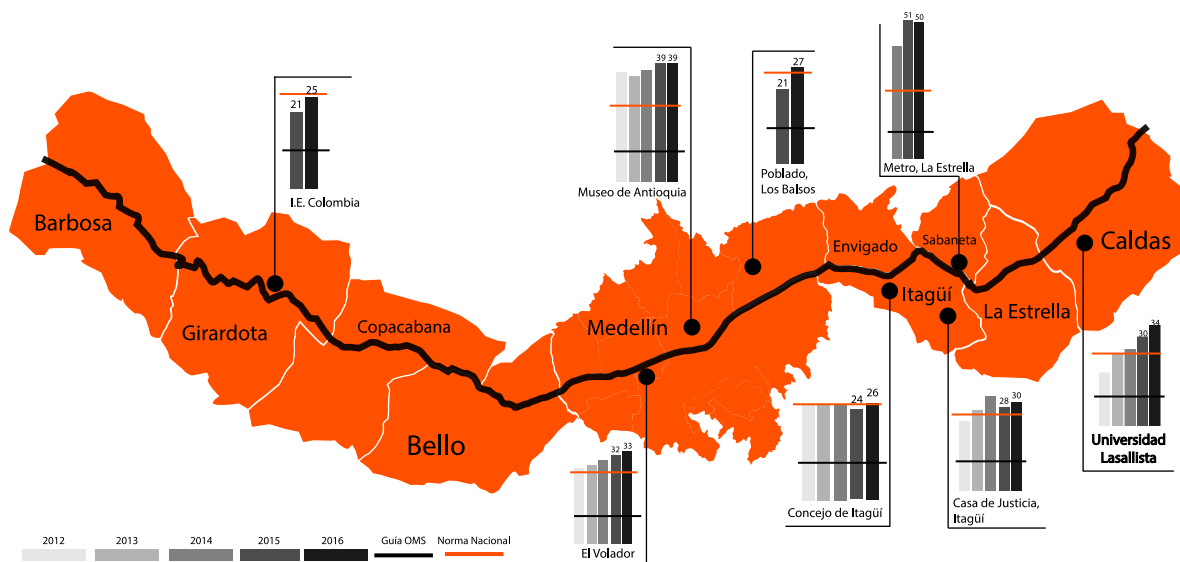 51
50
39
39
27
21
25
21
I.E. Colombia
Museo de Antioquia
Poblado,
Los Balsos
Metro, La Estrella
Barbosa
Girardota
Copacabana
Bello
Medellín
Envigado
Sabaneta
Itagüí
La Estrella
Caldas
34
30
Universidad
Lasallista
32
33
El Volador
24
26
Concejo de Itagüí
28
30
Casa de Justicia,
Itagüí
2012
2013
2014
2015
2016
Guía OMS
Norma Nacional